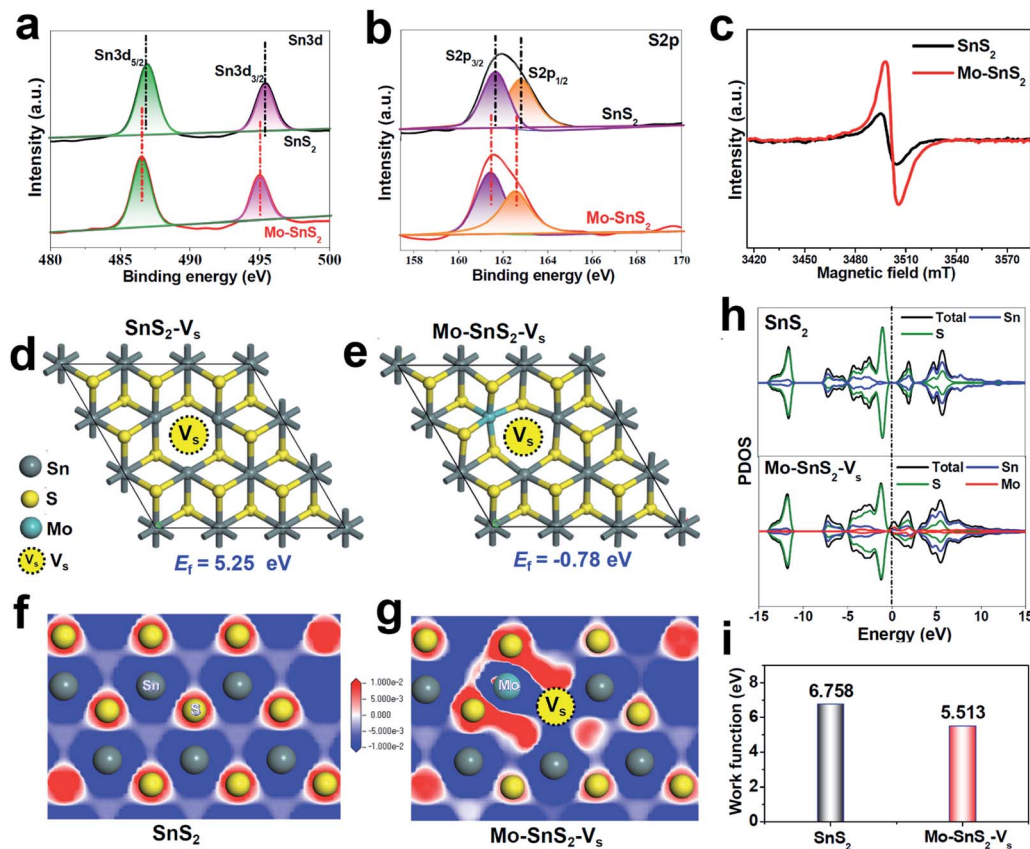 a
Sn3d
Sn3d5/2
Sn3d3/2
SnS2
Mo-SnS2
Intensity (a.u.)
480 485 490 495 500
Binding energy (eV)
b
S2p
S2p3/2
S2p1/2
SnS2
Mo-SnS2
Intensity (a.u.)
158 160 162 164 166 168 170
Binding energy (eV)
c
SnS2
Mo-SnS2
Intensity (a.u.)
3420 3450 3480 3510 3540 3570
Magnetic field (mT)
SnS2-Vs
d
Vs
Sn
S
Mo
Vs Vs
Ef = 5.25 eV
Mo-SnS2-Vs
e
Vs
Ef = -0.78 eV
h
SnS2
Total Sn
S
Mo-SnS2-Vs
Total Sn
S Mo
PDOS
-15 -10 -5 0 5 10 15
Energy (eV)
f
Sn
S
SnS2
1.000e-2
5.000e-3
0.000
-5.000e-3
-1.000e-2
g
Mo
Vs
Mo-SnS2-Vs
i
Work function (eV)
8
6
4
2
0
6.758
5.513
SnS2 Mo-SnS2-Vs